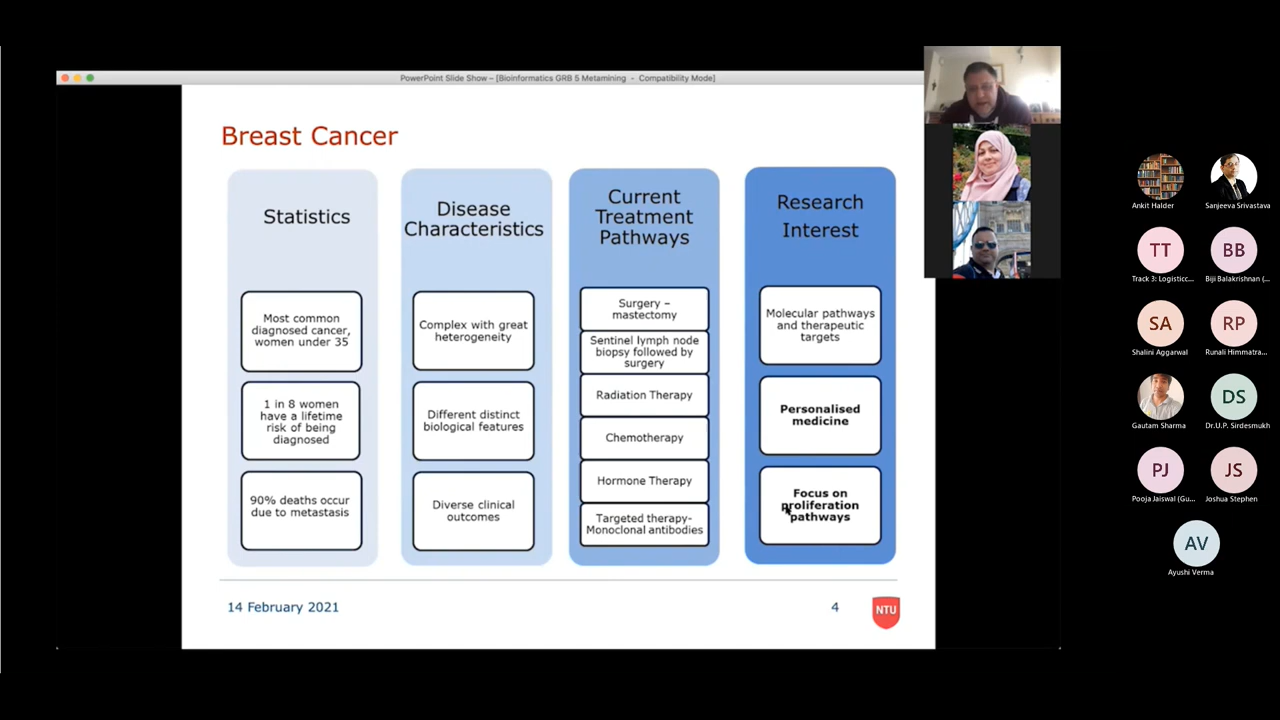 PowerPoint Slide Show – [Bioinformatics GRB 5 Metamining - Compatibility Mode]
Breast Cancer
Statistics
Most common
diagnosed cancer,
women under 35
1 in 8 women
have a lifetime
risk of being
diagnosed
90% deaths occur
due to metastasis
Disease
Characteristics
Complex with great
heterogeneity
Different distinct
biological features
Diverse clinical
outcomes
Current
Treatment
Pathways
Surgery –
mastectomy
Sentinel lymph node
biopsy followed by
surgery
Radiation Therapy
Chemotherapy
Hormone Therapy
Targeted therapy-
Monoclonal antibodies
Research
Interest
Molecular pathways
and therapeutic
targets
Personalised
medicine
Focus on
proliferation
pathways
14 February 2021
4
NTU
Ankit Halder
Sanjeeva Srivastava
TT
Track 3: Logisticc...
BB
Biji Balakrishnan (...
SA
Shalini Aggarwal
RP
Runali Himmatra...
Gautam Sharma
DS
Dr.U.P. Sirdesmukh
PJ
Pooja Jaiswal (Gu...
JS
Joshua Stephen
AV
Ayushi Verma